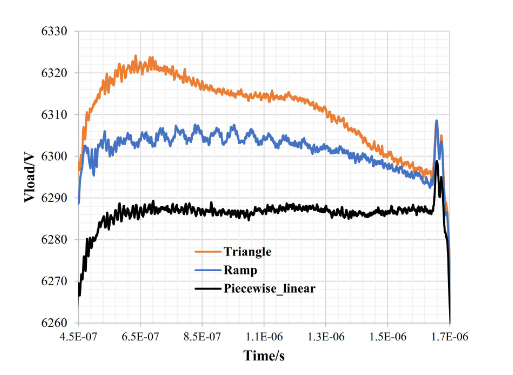 6330
6320
6310
6300
6290
6280
6270
6260
Vload/V
Triangle
Ramp
Piecewise_linear
4.5E-07 6.5E-07 8.5E-07 1.1E-06 1.3E-06 1.5E-06 1.7E-06
Time/s